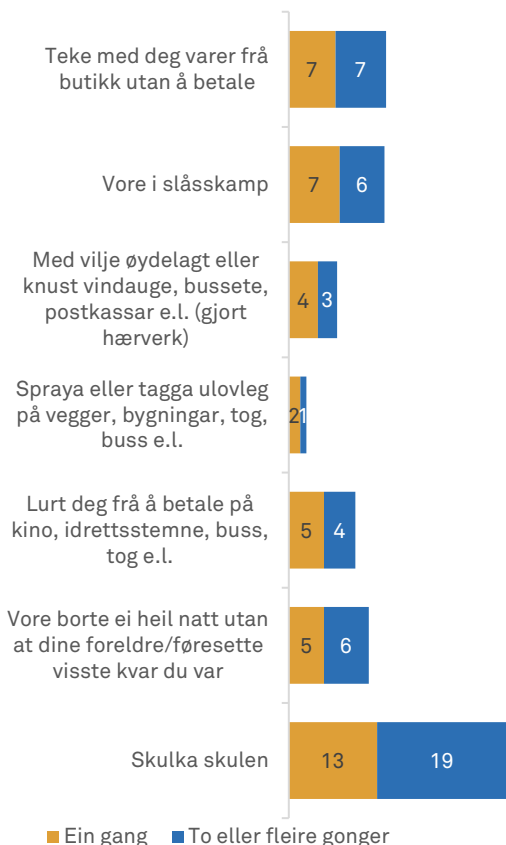 Teke med deg varer frå
butikk utan å betale
7 7
Vore i slåsskamp
7 6
Med vilje øydelagt eller
knust vindauge, bussete,
postkassar e.l. (gjort
hærverk)
4 3
Spraya eller tagga ulovleg
på vegger, bygningar, tog,
buss e.l.
2 1
Lurt deg frå å betale på
kino, idrettsstemne, buss,
tog e.l.
5 4
Vore borte ei heil natt utan
at dine foreldre/føresette
visste kvar du var
5 6
Skulka skulen
13 19
Ein gang To eller fleire gonger